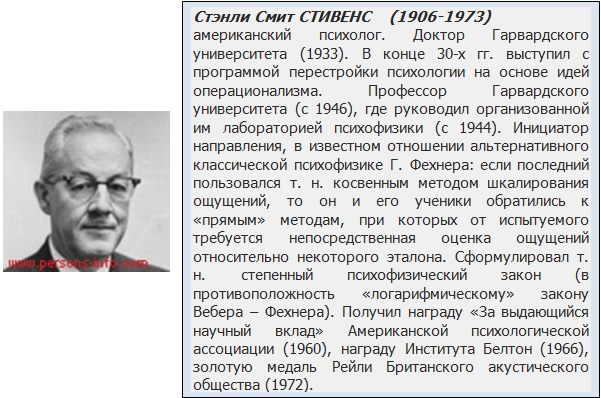 Стэнли Смит СТИВЕНС (1906-1973)
американский психолог. Доктор Гарвардского
университета (1933). В конце 30-х гг. выступил с
программой перестройки психологии на основе идей
операционализма. Профессор Гарвардского
университета (с 1946), где руководил организованной
им лабораторией психофизики (с 1944). Инициатор
направления, в известном отношении альтернативного
классической психофизике Г. Фехнера: если последний
пользовался т. н. косвенным методом шкалирования
ощущений, то он и его ученики обратились к
«прямым» методам, при которых от испытуемого
требуется непосредственная оценка ощущений
относительно некоторого эталона. Сформулировал т.
н. степенный психофизический закон (в
противоположность «логарифмическому» закону
Вебера – Фехнера). Получил награду «За выдающийся
научный вклад» Американской психологической
ассоциации (1960), награду Института Белтон (1966),
золотую медаль Рейли Британского акустического
общества (1972).
www.persons-info.com